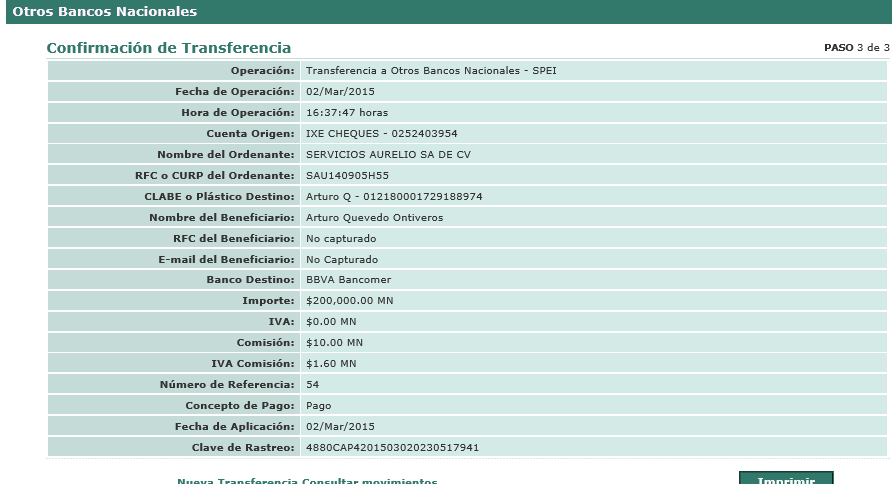 Otros Bancos Nacionales
Confirmación de Transferencia PASO 3 de 3
Operación: Transferencia a Otros Bancos Nacionales - SPEI
Fecha de Operación: 02/Mar/2015
Hora de Operación: 16:37:47 horas
Cuenta Origen: IXE CHEQUES - 0252403954
Nombre del Ordenante: SERVICIOS AURELIO SA DE CV
RFC o CURP del Ordenante: SAU140905H55
CLABE o Plástico Destino: Arturo Q - 012180001729188974
Nombre del Beneficiario: Arturo Quevedo Ontiveros
RFC del Beneficiario: No capturado
E-mail del Beneficiario: No Capturado
Banco Destino: BBVA Bancomer
Importe: $200,000.00 MN
IVA: $0.00 MN
Comisión: $10.00 MN
IVA Comisión: $1.60 MN
Número de Referencia: 54
Concepto de Pago: Pago
Fecha de Aplicación: 02/Mar/2015
Clave de Rastreo: 4880CAP4201503020230517941
Nueva Transferencia Consultar movimientos Imprimir